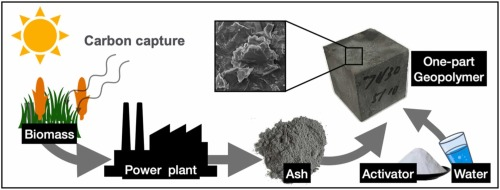 Carbon capture
One-part
Geopolymer
Biomass
Power plant
Ash
Activator
Water